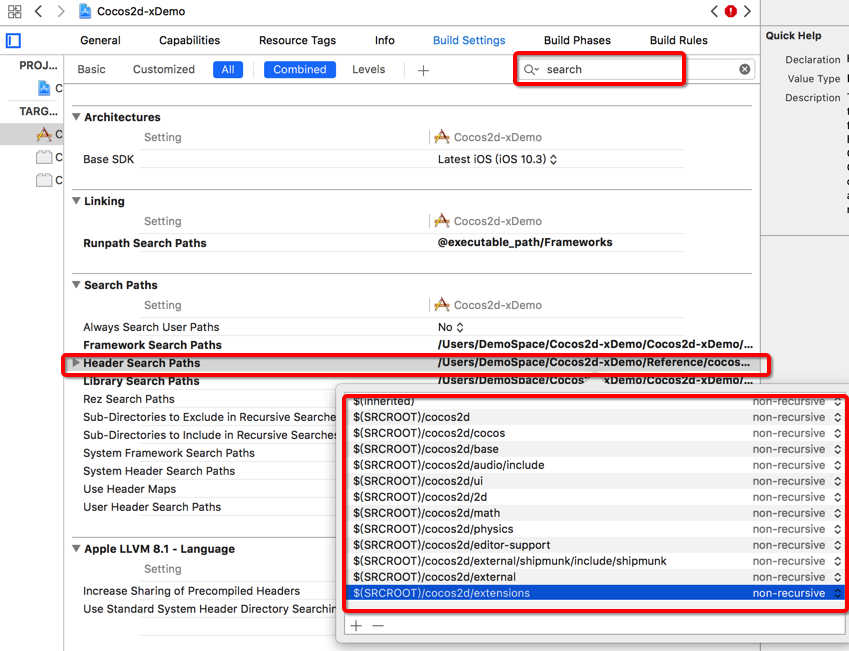 Cocos2d-xDemo
General Capabilities Resource Tags Info Build Settings Build Phases Build Rules
Quick Help
PROJ...
Basic Customized All Combined Levels search
Declaration
Value Type
Description
C
TARG...
C
C
C
Architectures
Setting Cocos2d-xDemo
Base SDK Latest iOS (iOS 10.3)
Linking
Setting Cocos2d-xDemo
Runpath Search Paths @executable_path/Frameworks
Search Paths
Setting Cocos2d-xDemo
Always Search User Paths No
Framework Search Paths /Users/DemoSpace/Cocos2d-xDemo/Cocos2d-xDemo/...
Header Search Paths /Users/DemoSpace/Cocos2d-xDemo/Reference/cocos...
Library Search Paths /Users/DemoSpace/Cocos xDemo/Cocos2d-xDemo/...
Rez Search Paths
Sub-Directories to Exclude in Recursive Searche
Sub-Directories to Include in Recursive Searches
System Framework Search Paths
System Header Search Paths
Use Header Maps
User Header Search Paths
Apple LLVM 8.1 - Language
Setting
Increase Sharing of Precompiled Headers
Use Standard System Header Directory Searchin
$(inherited) non-recursive
$(SRCROOT)/cocos2d non-recursive
$(SRCROOT)/cocos2d/cocos non-recursive
$(SRCROOT)/cocos2d/base non-recursive
$(SRCROOT)/cocos2d/audio/include non-recursive
$(SRCROOT)/cocos2d/ui non-recursive
$(SRCROOT)/cocos2d/2d non-recursive
$(SRCROOT)/cocos2d/math non-recursive
$(SRCROOT)/cocos2d/physics non-recursive
$(SRCROOT)/cocos2d/editor-support non-recursive
$(SRCROOT)/cocos2d/external/shipmunk/include/shipmunk non-recursive
$(SRCROOT)/cocos2d/external non-recursive
$(SRCROOT)/cocos2d/extensions non-recursive